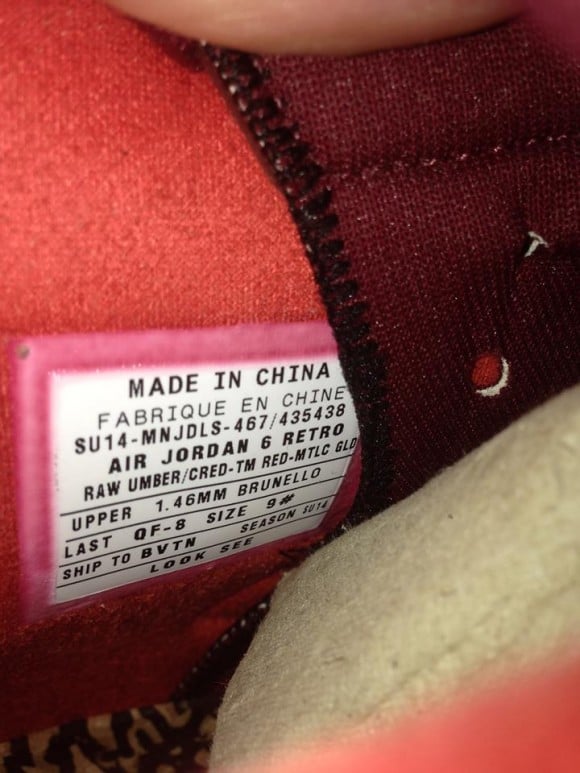 MADE IN CHINA
FABRIQUE EN CHINE
SU14-MNJDLS-467/435438
AIR JORDAN 6 RETRO
RAW UMBER/CRED-TM RED-MTLC GLD
UPPER 1.46MM BRUNELLO
LAST QF-8 SIZE 9#
SHIP TO BVTN SEASON SU14
LOOK SEE